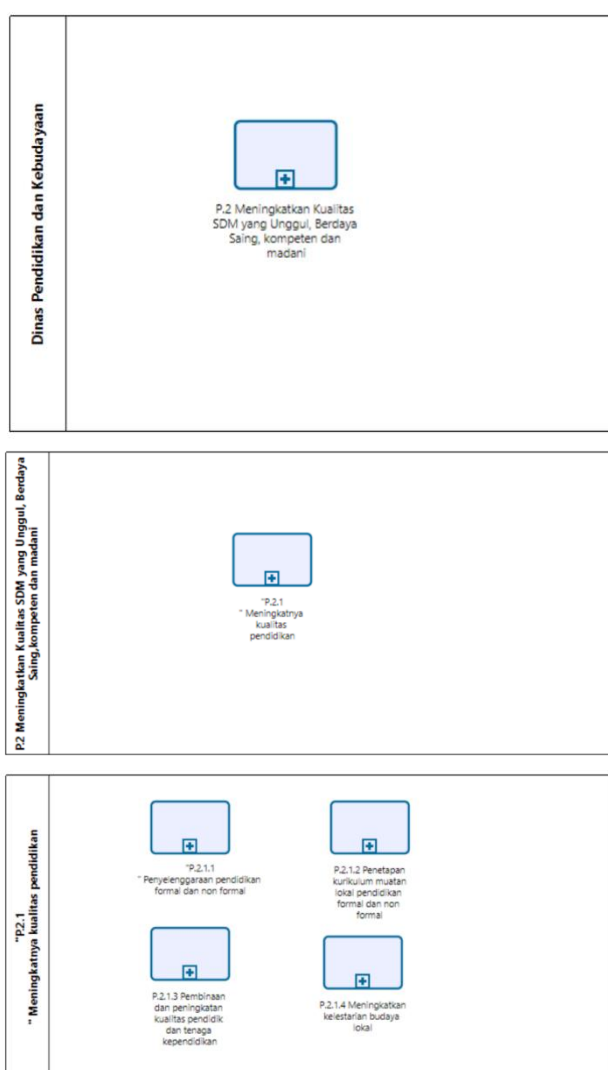 Dinas Pendidikan dan Kebudayaan
P.2 Meningkatkan Kualitas
SDM yang Unggul, Berdaya
Saing, kompeten dan
madani
P.2 Meningkatkan Kualitas SDM yang Unggul, Berdaya
Saing,kompeten dan madani
"P.2.1
" Meningkatnya
kualitas
pendidikan
"P.2.1
" Meningkatnya kualitas pendidikan
"P.2.1.1
" Penyelenggaraan pendidikan
formal dan non formal
P.2.1.2 Penetapan
kurikulum muatan
lokal pendidikan
formal dan non
formal
P.2.1.3 Pembinaan
dan peningkatan
kualitas pendidik
dan tenaga
kependidikan
P.2.1.4 Meningkatkan
kelestarian budaya
lokal